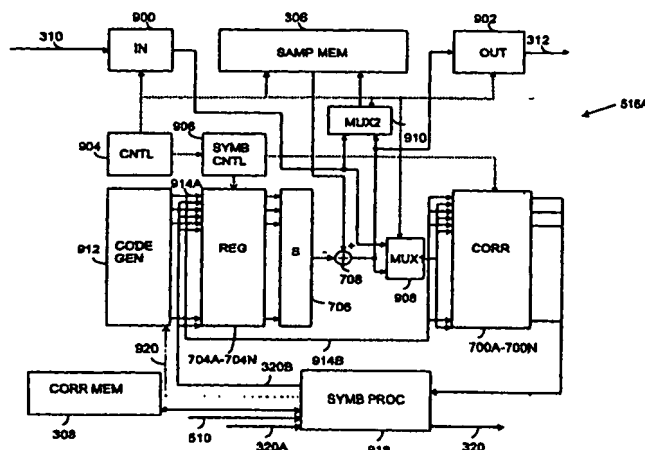 900
902
310
306
312
IN
SAMP MEM
OUT
516A
906
MUX2
910
904
CNTL
SYMB
CNTL
914A
912
CODE
GEN
REG
S
-
+
708
MUX
908
CORR
706
920
704A-704N
914B
700A-700N
320B
CORR MEM
SYMB PROC
308
510
320A
918
320